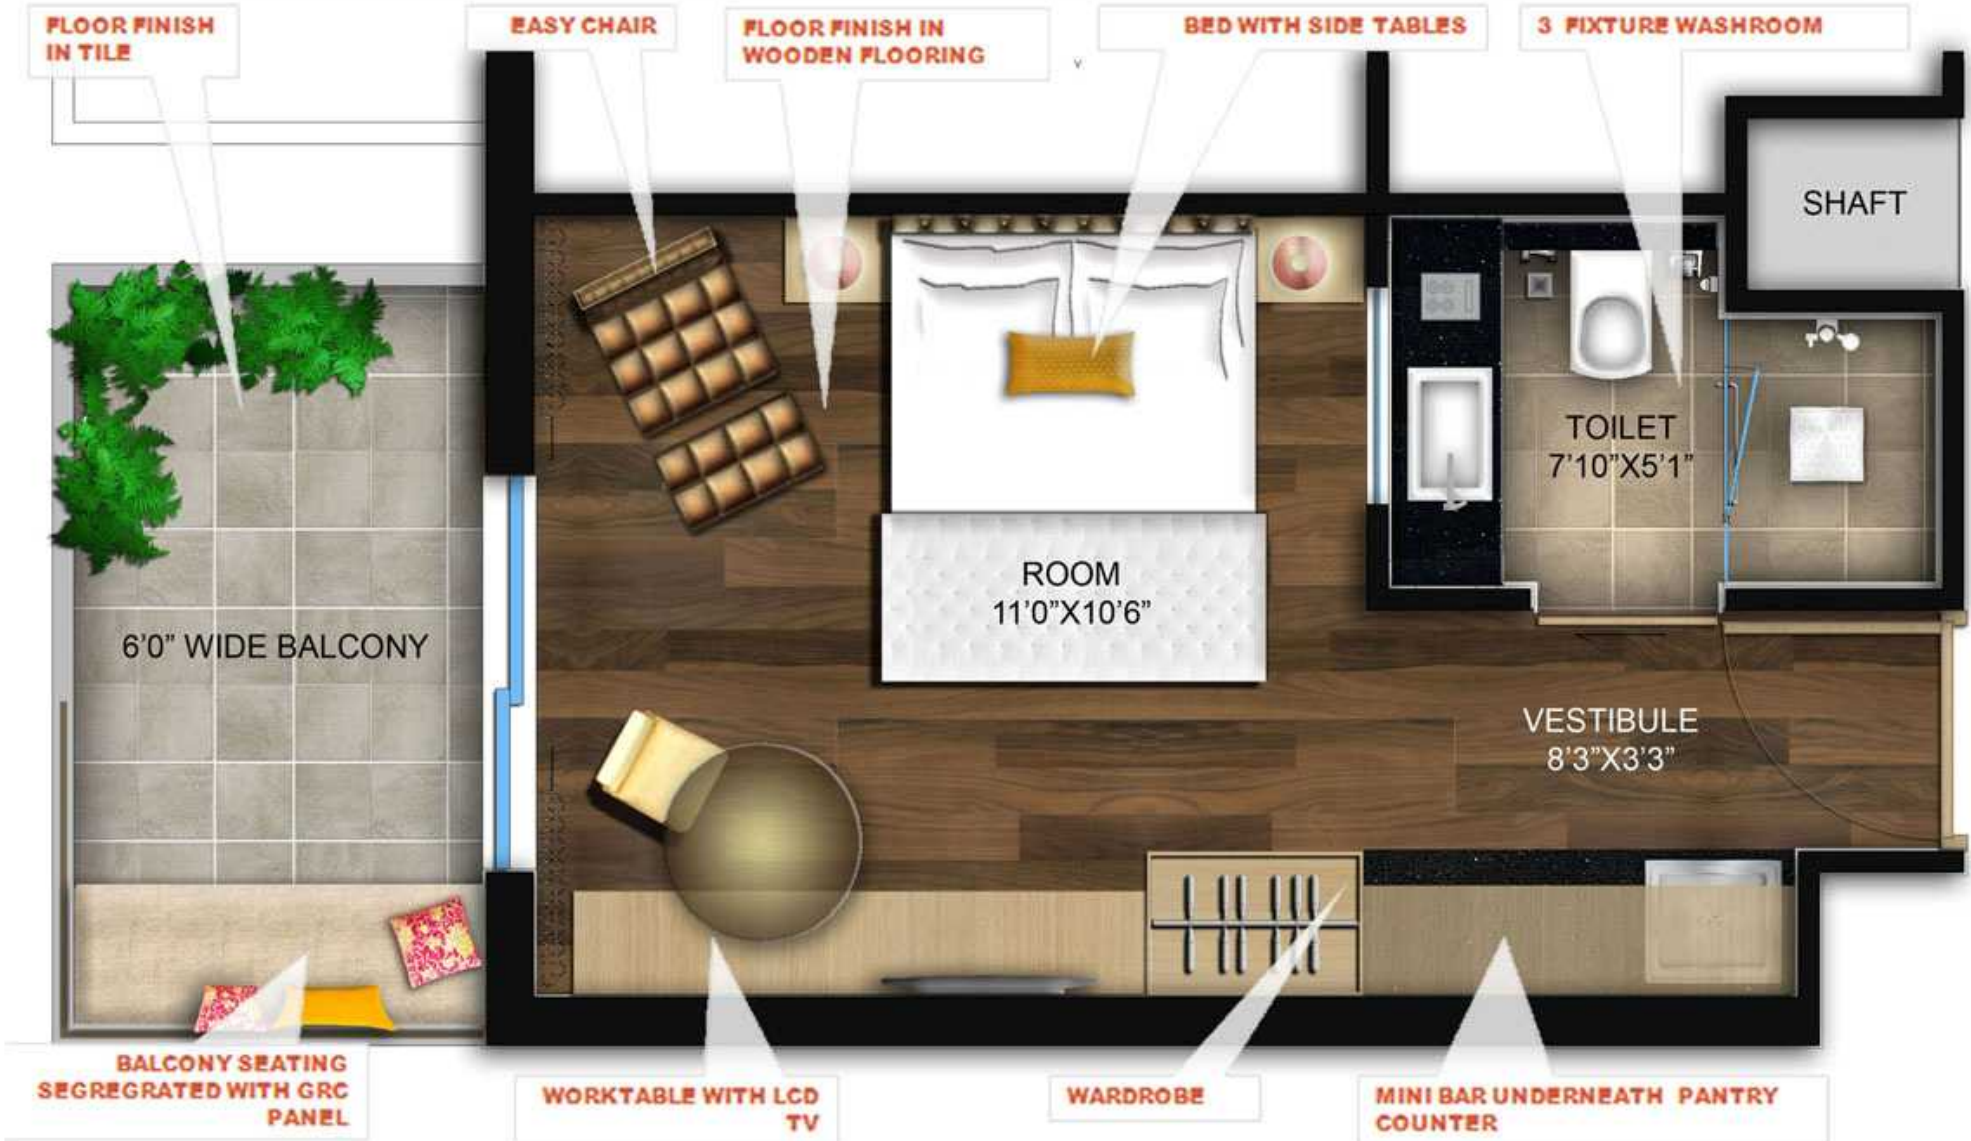 FLOOR FINISH
IN TILE
EASY CHAIR
FLOOR FINISH IN
WOODEN FLOORING
BED WITH SIDE TABLES
3 FIXTURE WASHROOM
SHAFT
TOILET
7'10"X5'1"
ROOM
11'0"X10'6"
6'0" WIDE BALCONY
VESTIBULE
8'3"X3'3"
BALCONY SEATING
SEGREGRATED WITH GRC
PANEL
WORKTABLE WITH LCD
TV
WARDROBE
MINI BAR UNDERNEATH PANTRY
COUNTER